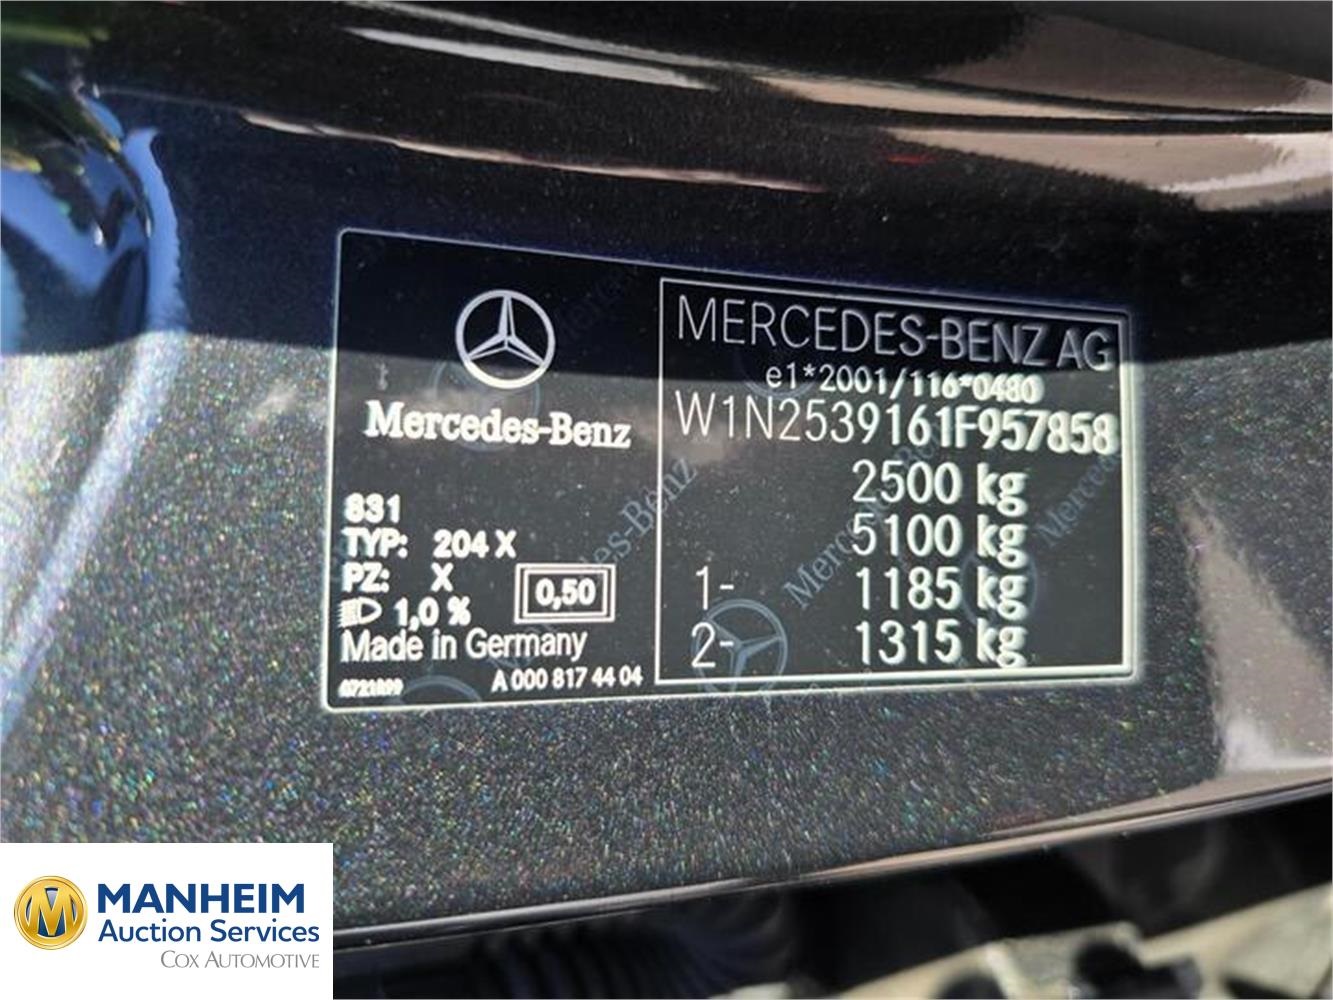 MERCEDES-BENZ AG
e1*2001/116*0480
W1N2539161F957858
2500 kg
5100 kg
1- 1185 kg
2- 1315 kg
Mercedes-Benz
831
TYP: 204 X
PZ: X
0,50
1,0 %
Made in Germany
A 000 817 44 04
Mercedes-Benz
MANHEIM
Auction Services
COX AUTOMOTIVE